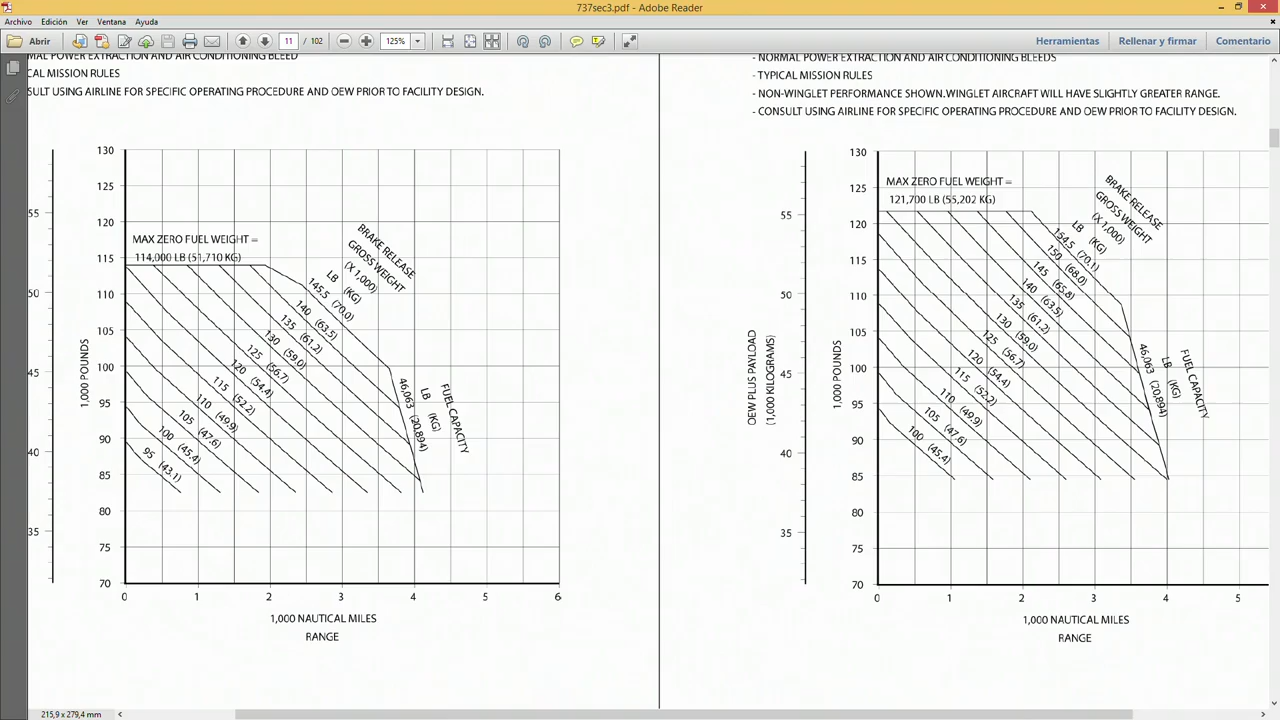 737sec3.pdf - Adobe Reader
Archivo Edición Ver Ventana Ayuda
Abrir 11 / 102 125% Herramientas Rellenar y firmar Comentario
MAL POWER EXTRACTION AND AIR CONDITIONING BLEED
CAL MISSION RULES
SULT USING AIRLINE FOR SPECIFIC OPERATING PROCEDURE AND OEW PRIOR TO FACILITY DESIGN.
55
50
45
40
35
1,000 POUNDS
130
125
120
115
110
105
100
95
90
85
80
75
70
MAX ZERO FUEL WEIGHT =
114,000 LB (51,710 KG)
BRAKE RELEASE
GROSS WEIGHT
(X 1,000)
LB (KG)
145.5 (70.0)
140 (63.5)
135 (61.2)
130 (59.0)
125 (56.7)
120 (54.4)
115 (52.2)
110 (49.9)
105 (47.6)
100 (45.4)
95 (43.1)
FUEL CAPACITY
LB (KG)
46,063 (20,894)
0 1 2 3 4 5 6
1,000 NAUTICAL MILES
RANGE
- NORMAL POWER EXTRACTION AND AIR CONDITIONING BLEEDS
- TYPICAL MISSION RULES
- NON-WINGLET PERFORMANCE SHOWN.WINGLET AIRCRAFT WILL HAVE SLIGHTLY GREATER RANGE.
- CONSULT USING AIRLINE FOR SPECIFIC OPERATING PROCEDURE AND OEW PRIOR TO FACILITY DESIGN.
OEW PLUS PAYLOAD
(1,000 KILOGRAMS)
55
50
45
40
35
1,000 POUNDS
130
125
120
115
110
105
100
95
90
85
80
75
70
MAX ZERO FUEL WEIGHT =
121,700 LB (55,202 KG)
BRAKE RELEASE
GROSS WEIGHT
(X 1,000)
LB (KG)
154.5 (70.1)
150 (68.0)
145 (65.8)
140 (63.5)
135 (61.2)
130 (59.0)
125 (56.7)
120 (54.4)
115 (52.2)
110 (49.9)
105 (47.6)
100 (45.4)
FUEL CAPACITY
LB (KG)
46,063 (20,894)
0 1 2 3 4 5
1,000 NAUTICAL MILES
RANGE
215,9 x 279,4 mm